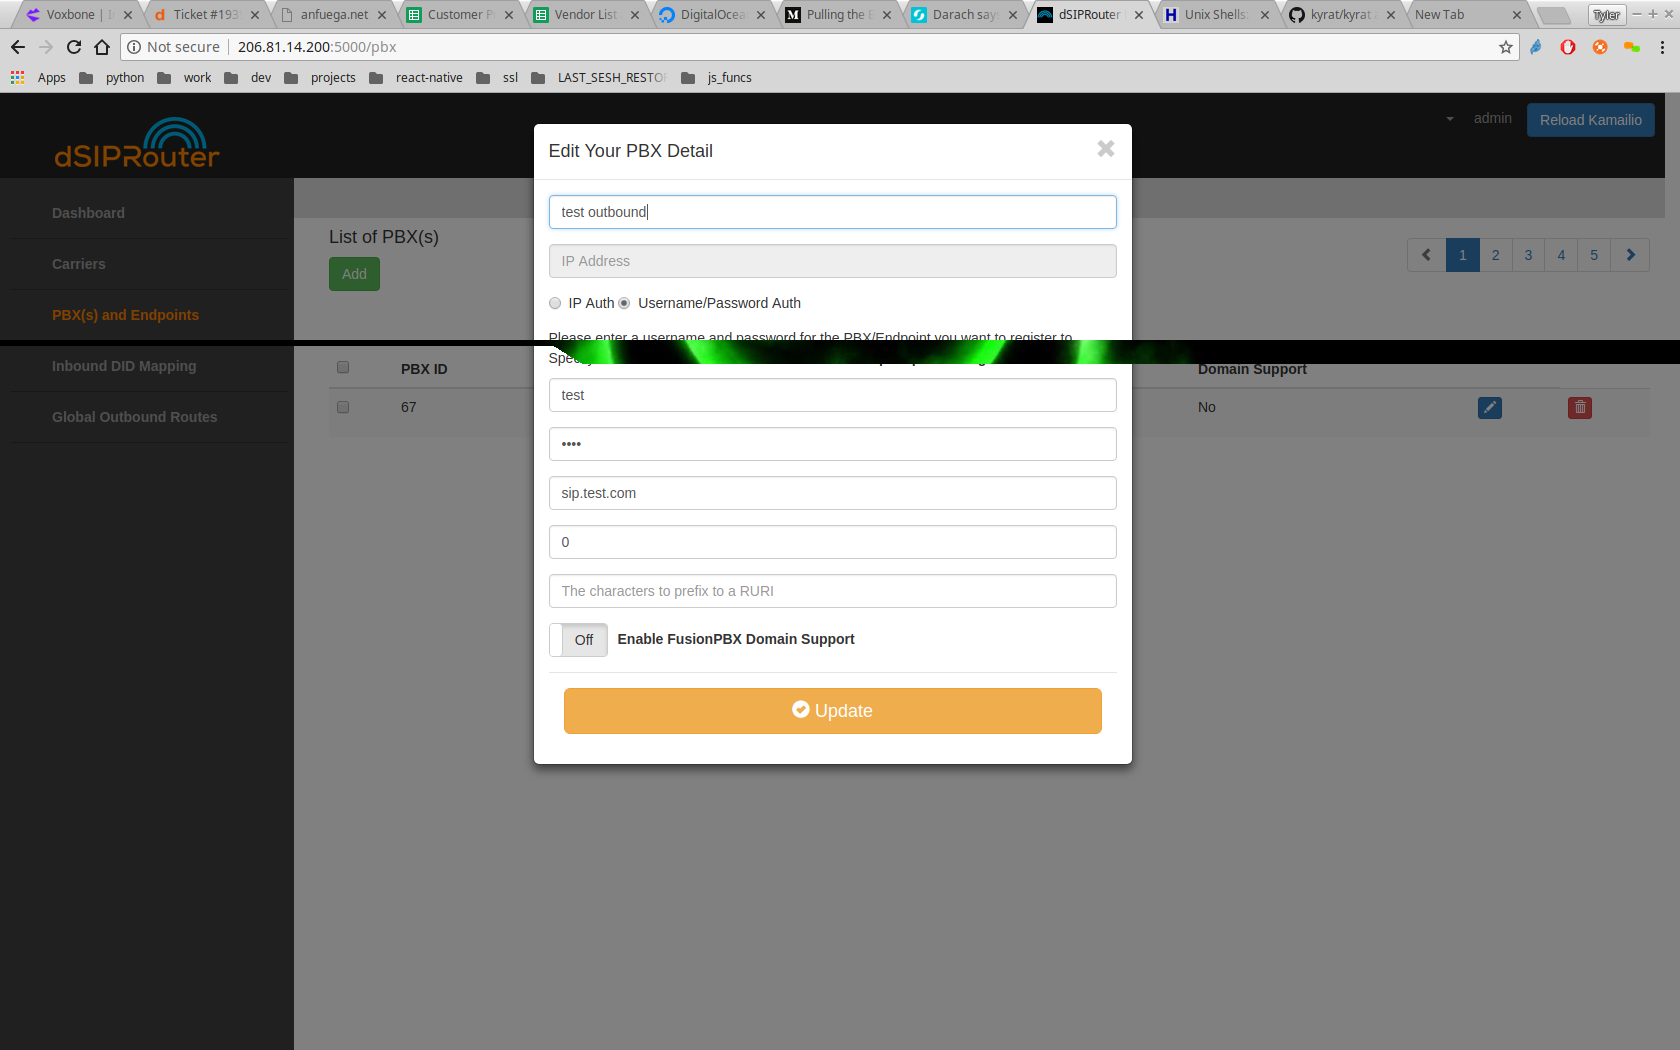 Voxbone |
Ticket #193
anfuega.net
Customer P
Vendor List
DigitalOcea
Pulling the
Darach say
dSIPRouter
Unix Shells
kyrat/kyrat
New Tab
Tyler
Not secure
206.81.14.200:5000/pbx
Apps
python
work
dev
projects
react-native
ssl
LAST_SESH_RESTO
js_funcs
dSIPRouter
admin
Reload Kamailio
Dashboard
Carriers
PBX(s) and Endpoints
Inbound DID Mapping
Global Outbound Routes
List of PBX(s)
Add
1 2 3 4 5
PBX ID
Domain Support
67
No
Edit Your PBX Detail
test outbound
IP Address
IP Auth
Username/Password Auth
Please enter a username and password for the PBX/Endpoint you want to register to
test
••••
sip.test.com
0
The characters to prefix to a RURI
Off
Enable FusionPBX Domain Support
Update